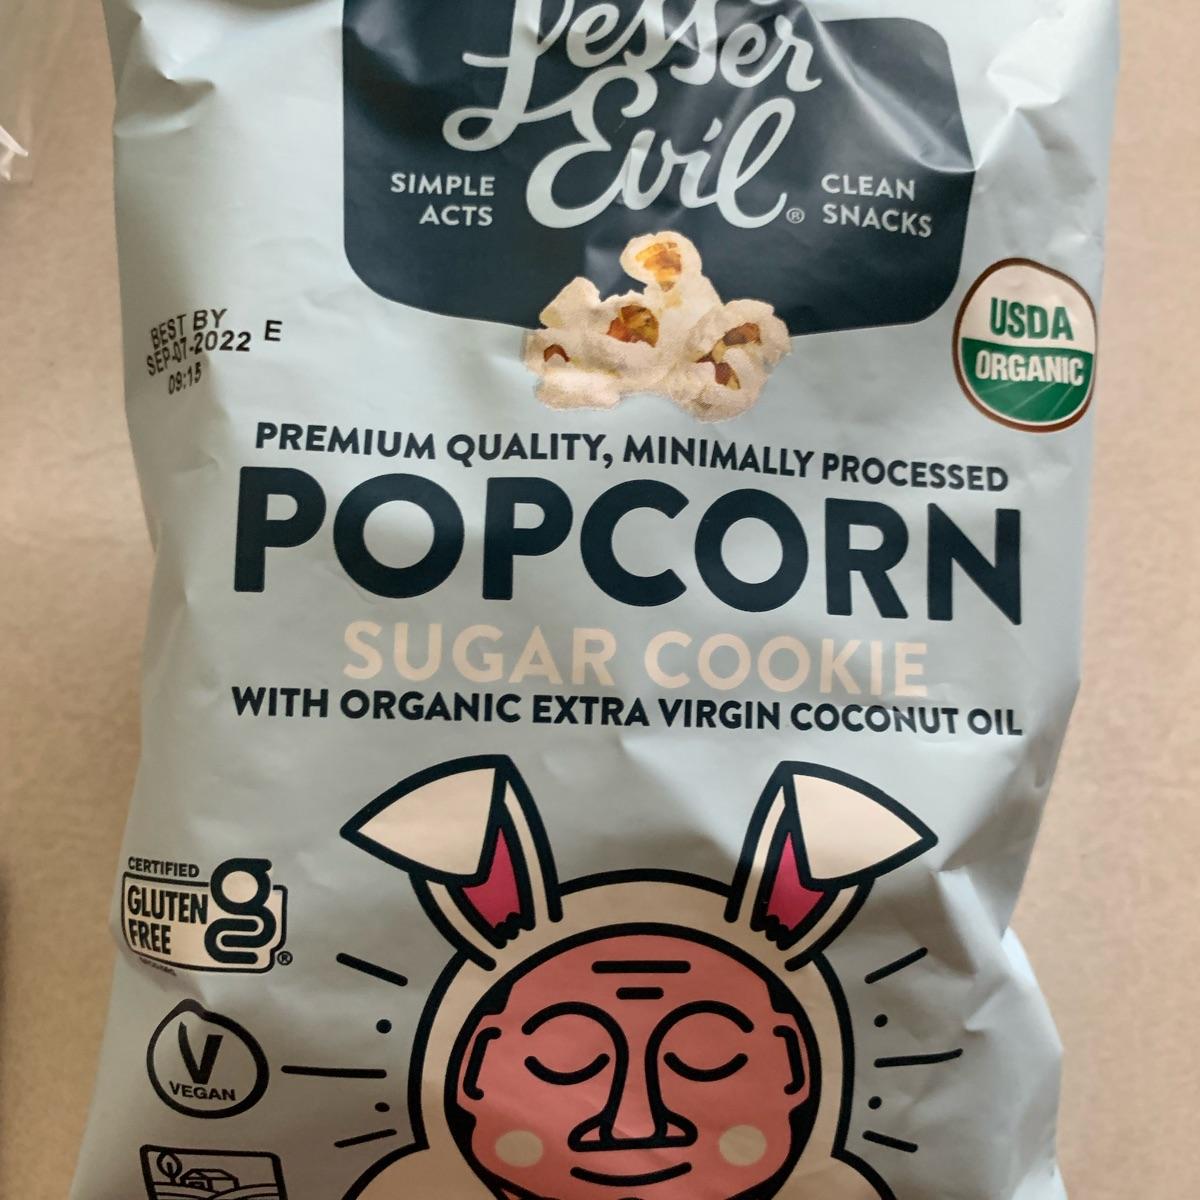 Lesser
Evil®
SIMPLE
ACTS
CLEAN
SNACKS
BEST BY
SEP-07-2022 E
09:15
USDA
ORGANIC
PREMIUM QUALITY, MINIMALLY PROCESSED
POPCORN
SUGAR COOKIE
WITH ORGANIC EXTRA VIRGIN COCONUT OIL
CERTIFIED
GLUTEN
FREE
g
®
V
VEGAN